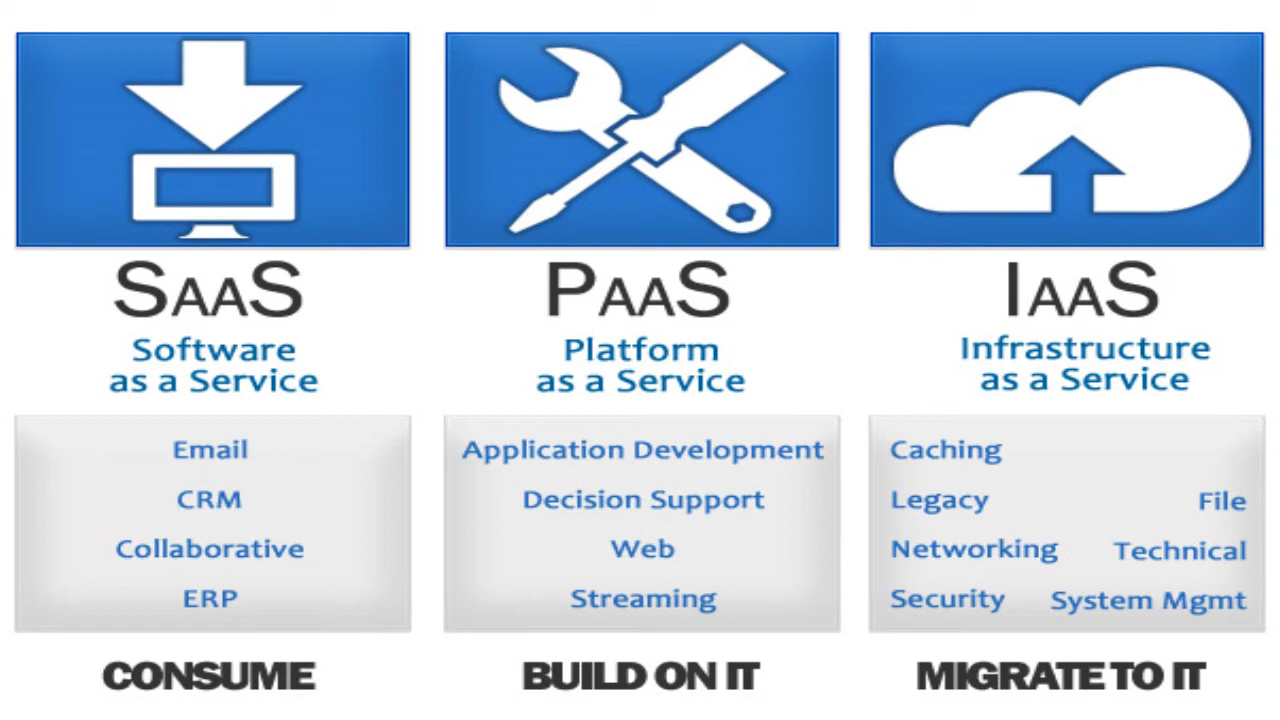 SAAS
Software
as a Service
Email
CRM
Collaborative
ERP
CONSUME
PAAS
Platform
as a Service
Application Development
Decision Support
Web
Streaming
BUILD ON IT
IAAS
Infrastructure
as a Service
Caching
Legacy File
Networking Technical
Security System Mgmt
MIGRATE TO IT